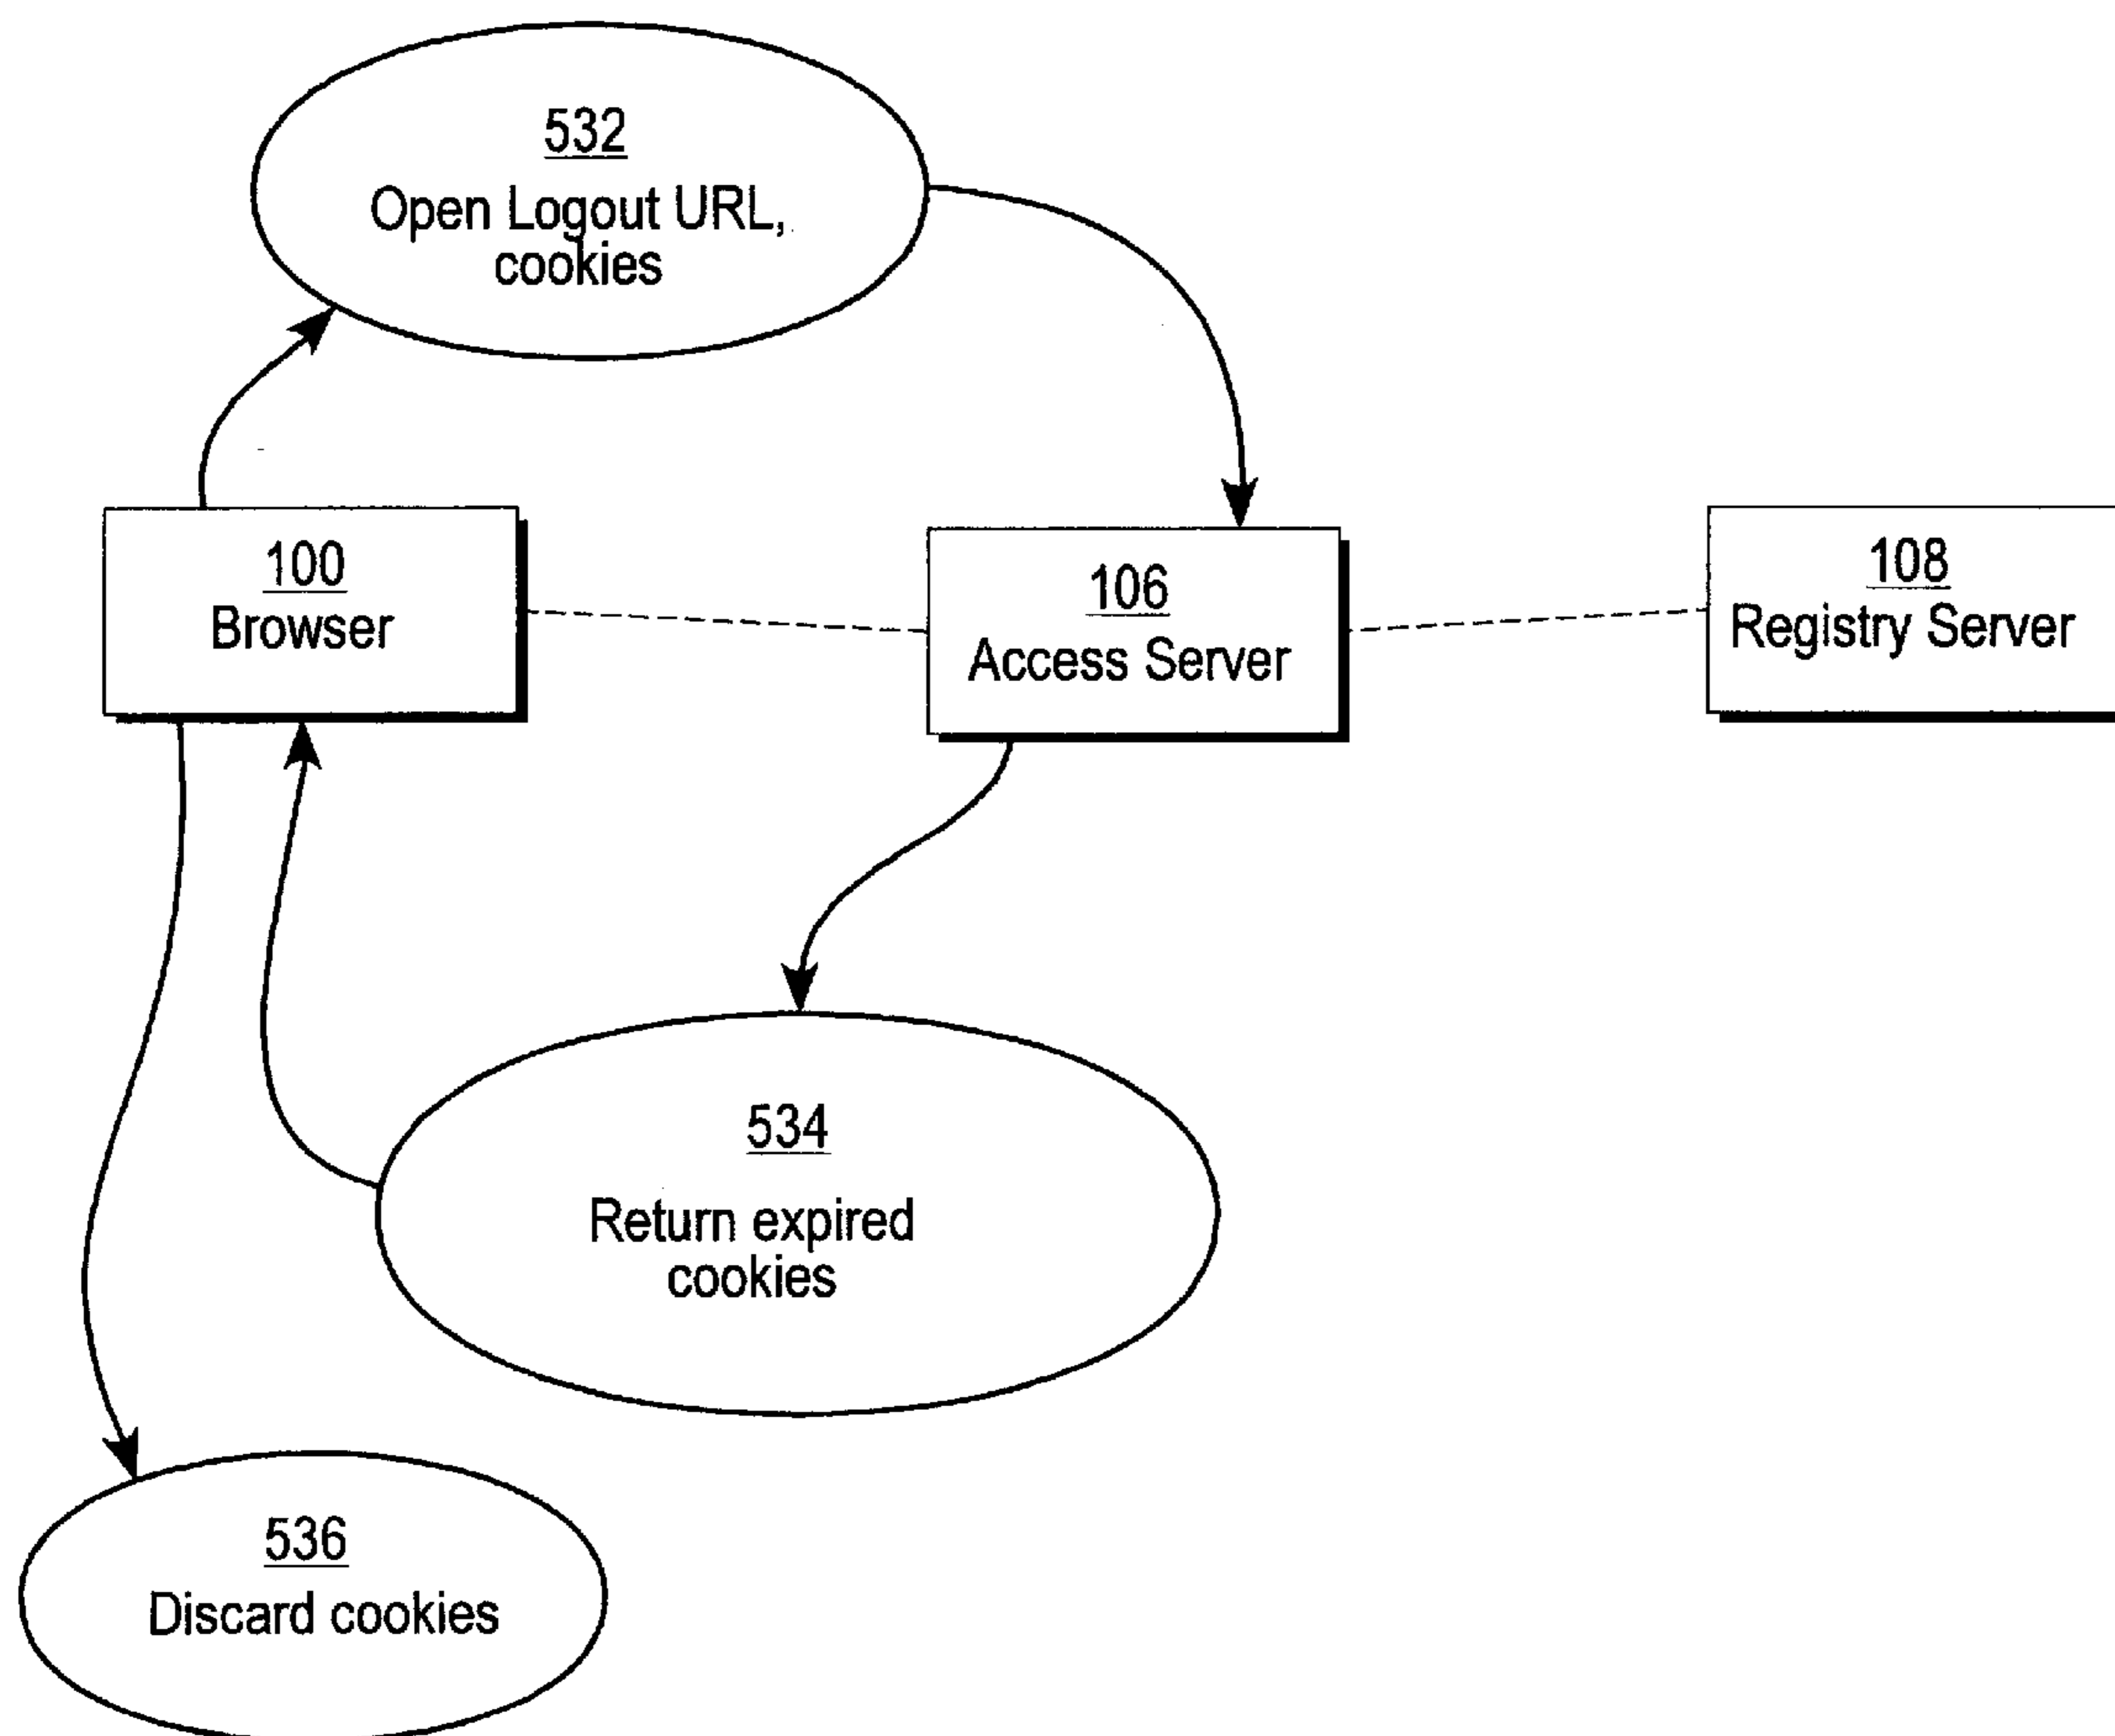 532
Open Logout URL,
cookies
100
Browser
106
Access Server
108
Registry Server
534
Return expired
cookies
536
Discard cookies